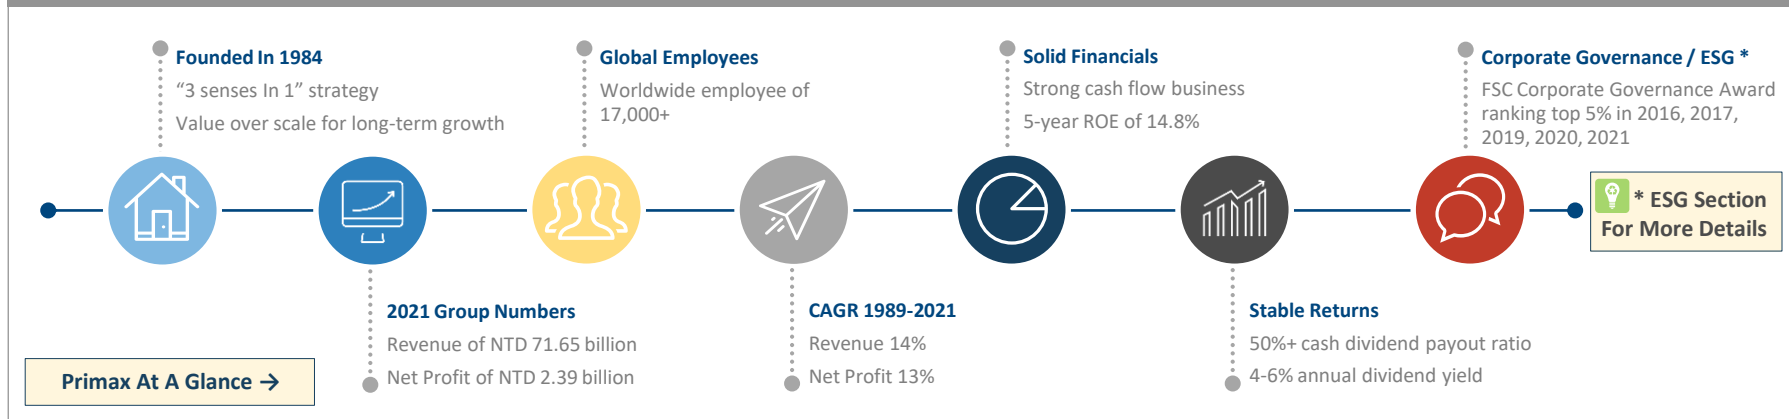 Founded In 1984
“3 senses In 1” strategy
Value over scale for long-term growth
Global Employees
Worldwide employee of
17,000+
Solid Financials
Strong cash flow business
5-year ROE of 14.8%
Corporate Governance / ESG *
FSC Corporate Governance Award
ranking top 5% in 2016, 2017,
2019, 2020, 2021
* ESG Section
For More Details
2021 Group Numbers
Revenue of NTD 71.65 billion
Net Profit of NTD 2.39 billion
CAGR 1989-2021
Revenue 14%
Net Profit 13%
Stable Returns
50%+ cash dividend payout ratio
4-6% annual dividend yield
Primax At A Glance →